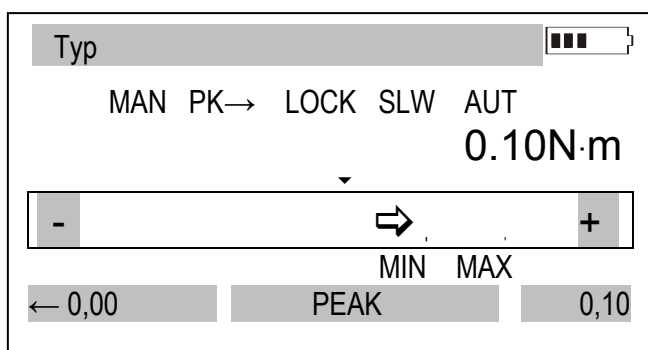 Typ
MAN PK→ LOCK SLW AUT
0.10N·m
- +
MIN MAX
← 0,00 PEAK 0,10